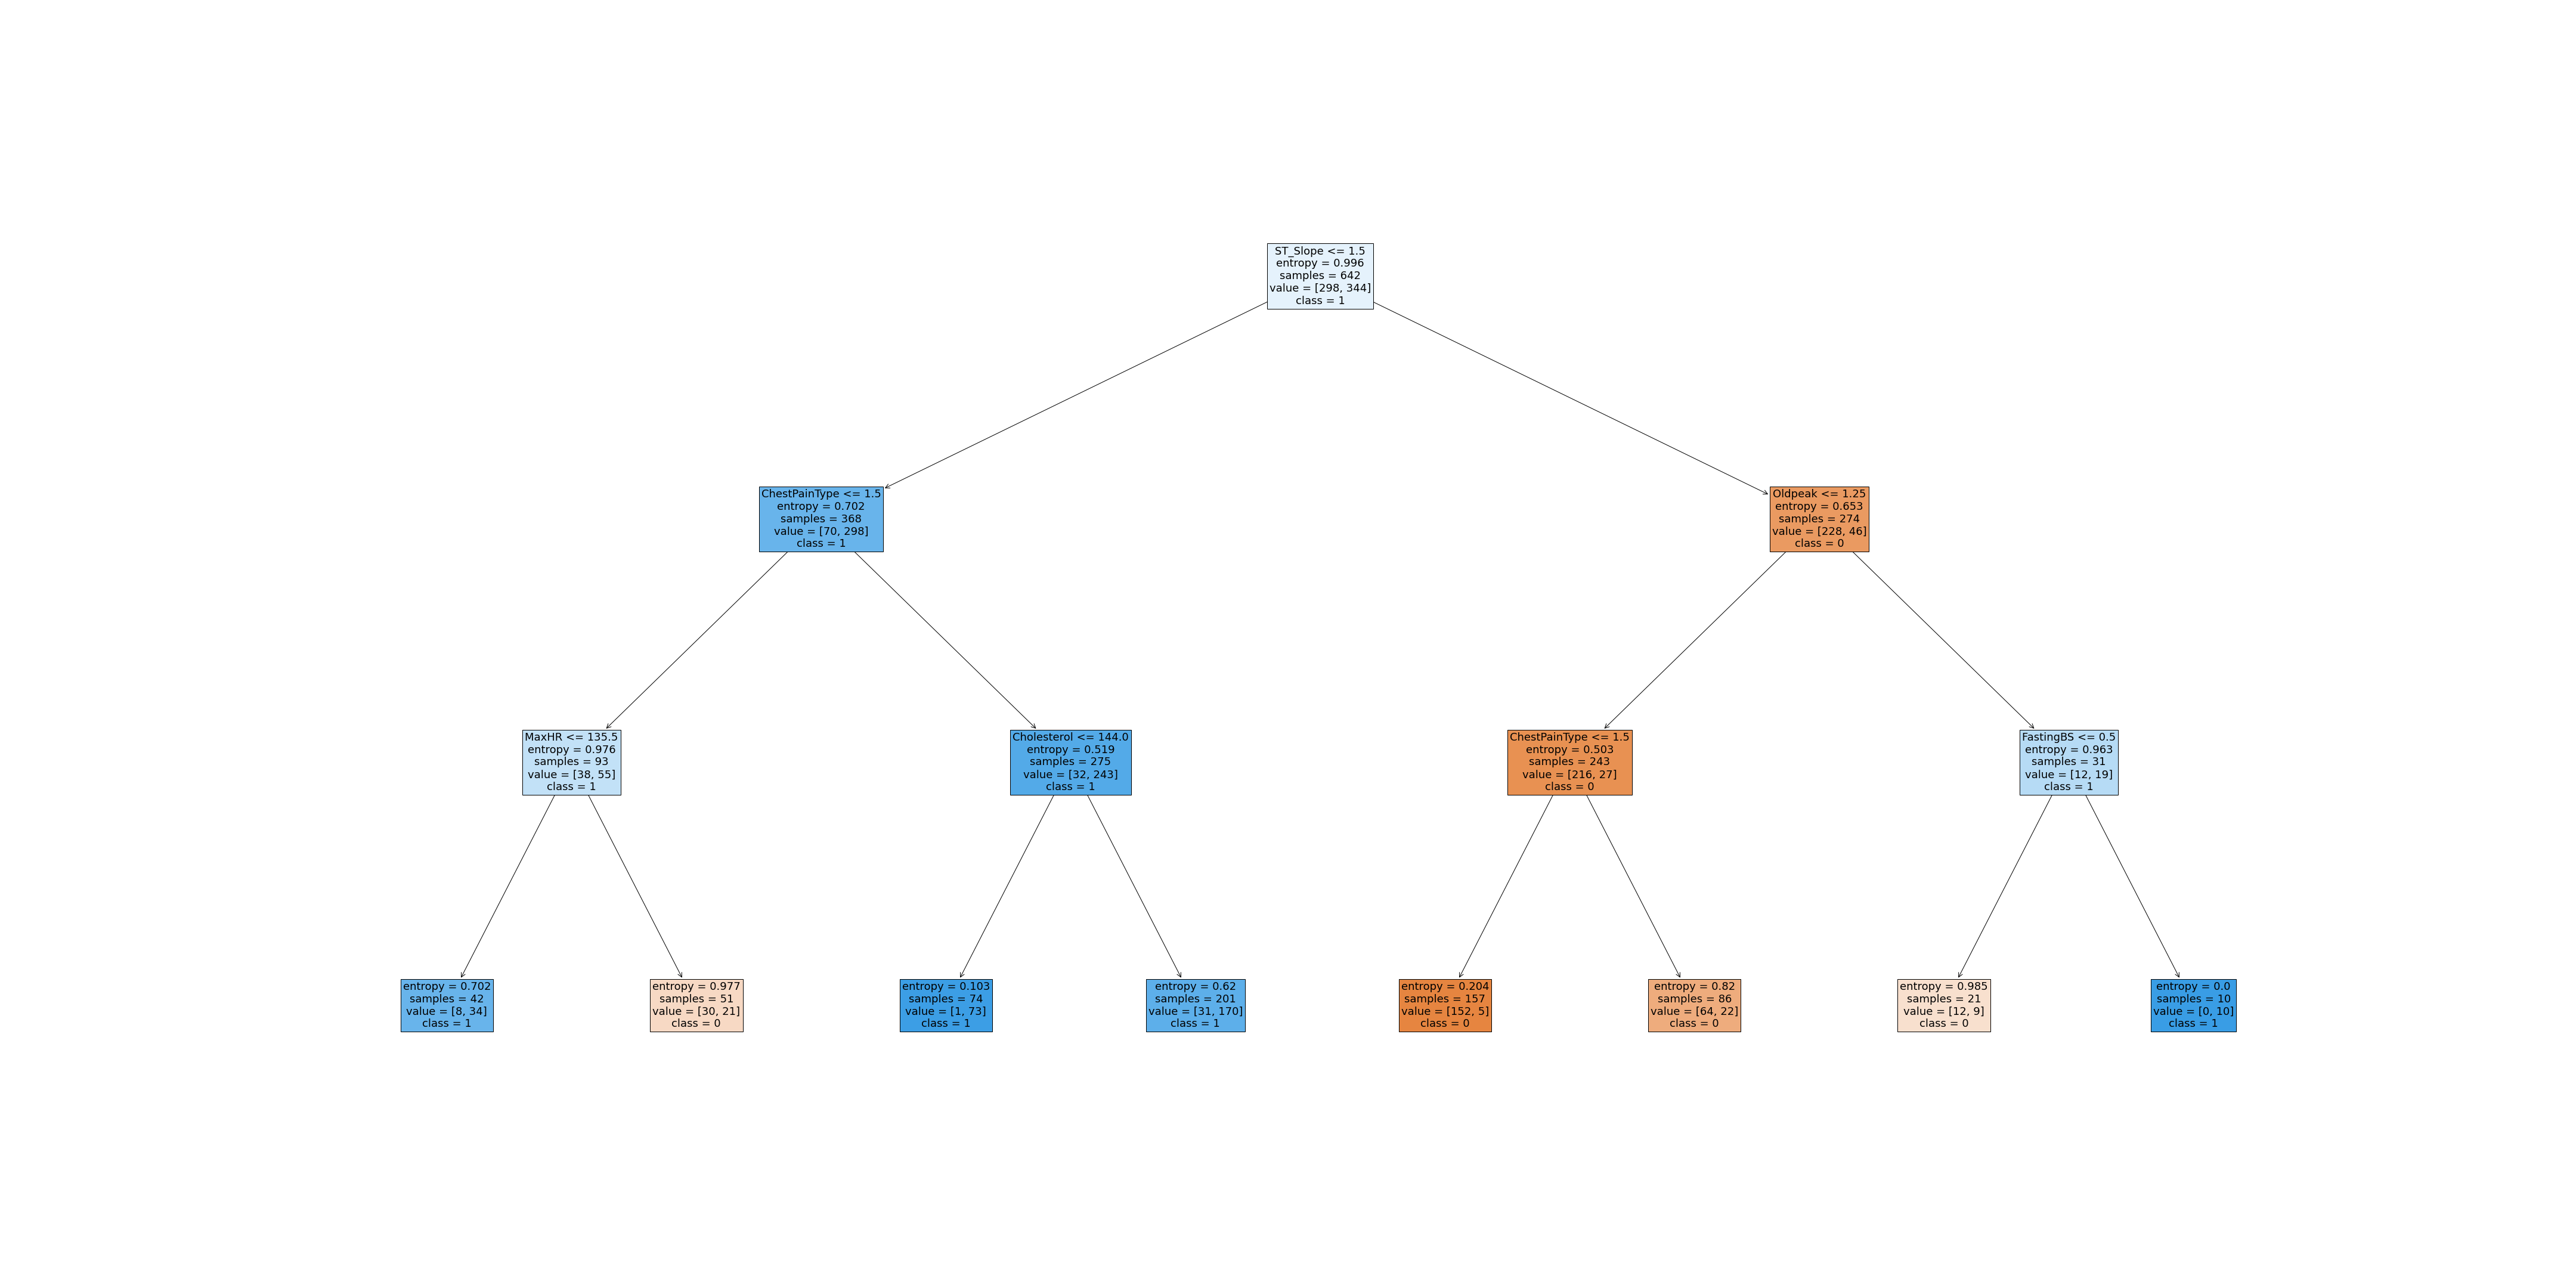 ST_Slope <= 1.5
entropy = 0.996
samples = 642
value = [298, 344]
class = 1
ChestPainType <= 1.5
entropy = 0.702
samples = 368
value = [70, 298]
class = 1
Oldpeak <= 1.25
entropy = 0.653
samples = 274
value = [228, 46]
class = 0
MaxHR <= 135.5
entropy = 0.976
samples = 93
value = [38, 55]
class = 1
Cholesterol <= 144.0
entropy = 0.519
samples = 275
value = [32, 243]
class = 1
ChestPainType <= 1.5
entropy = 0.503
samples = 243
value = [216, 27]
class = 0
FastingBS <= 0.5
entropy = 0.963
samples = 31
value = [12, 19]
class = 1
entropy = 0.702
samples = 42
value = [8, 34]
class = 1
entropy = 0.977
samples = 51
value = [30, 21]
class = 0
entropy = 0.103
samples = 74
value = [1, 73]
class = 1
entropy = 0.62
samples = 201
value = [31, 170]
class = 1
entropy = 0.204
samples = 157
value = [152, 5]
class = 0
entropy = 0.82
samples = 86
value = [64, 22]
class = 0
entropy = 0.985
samples = 21
value = [12, 9]
class = 0
entropy = 0.0
samples = 10
value = [0, 10]
class = 1